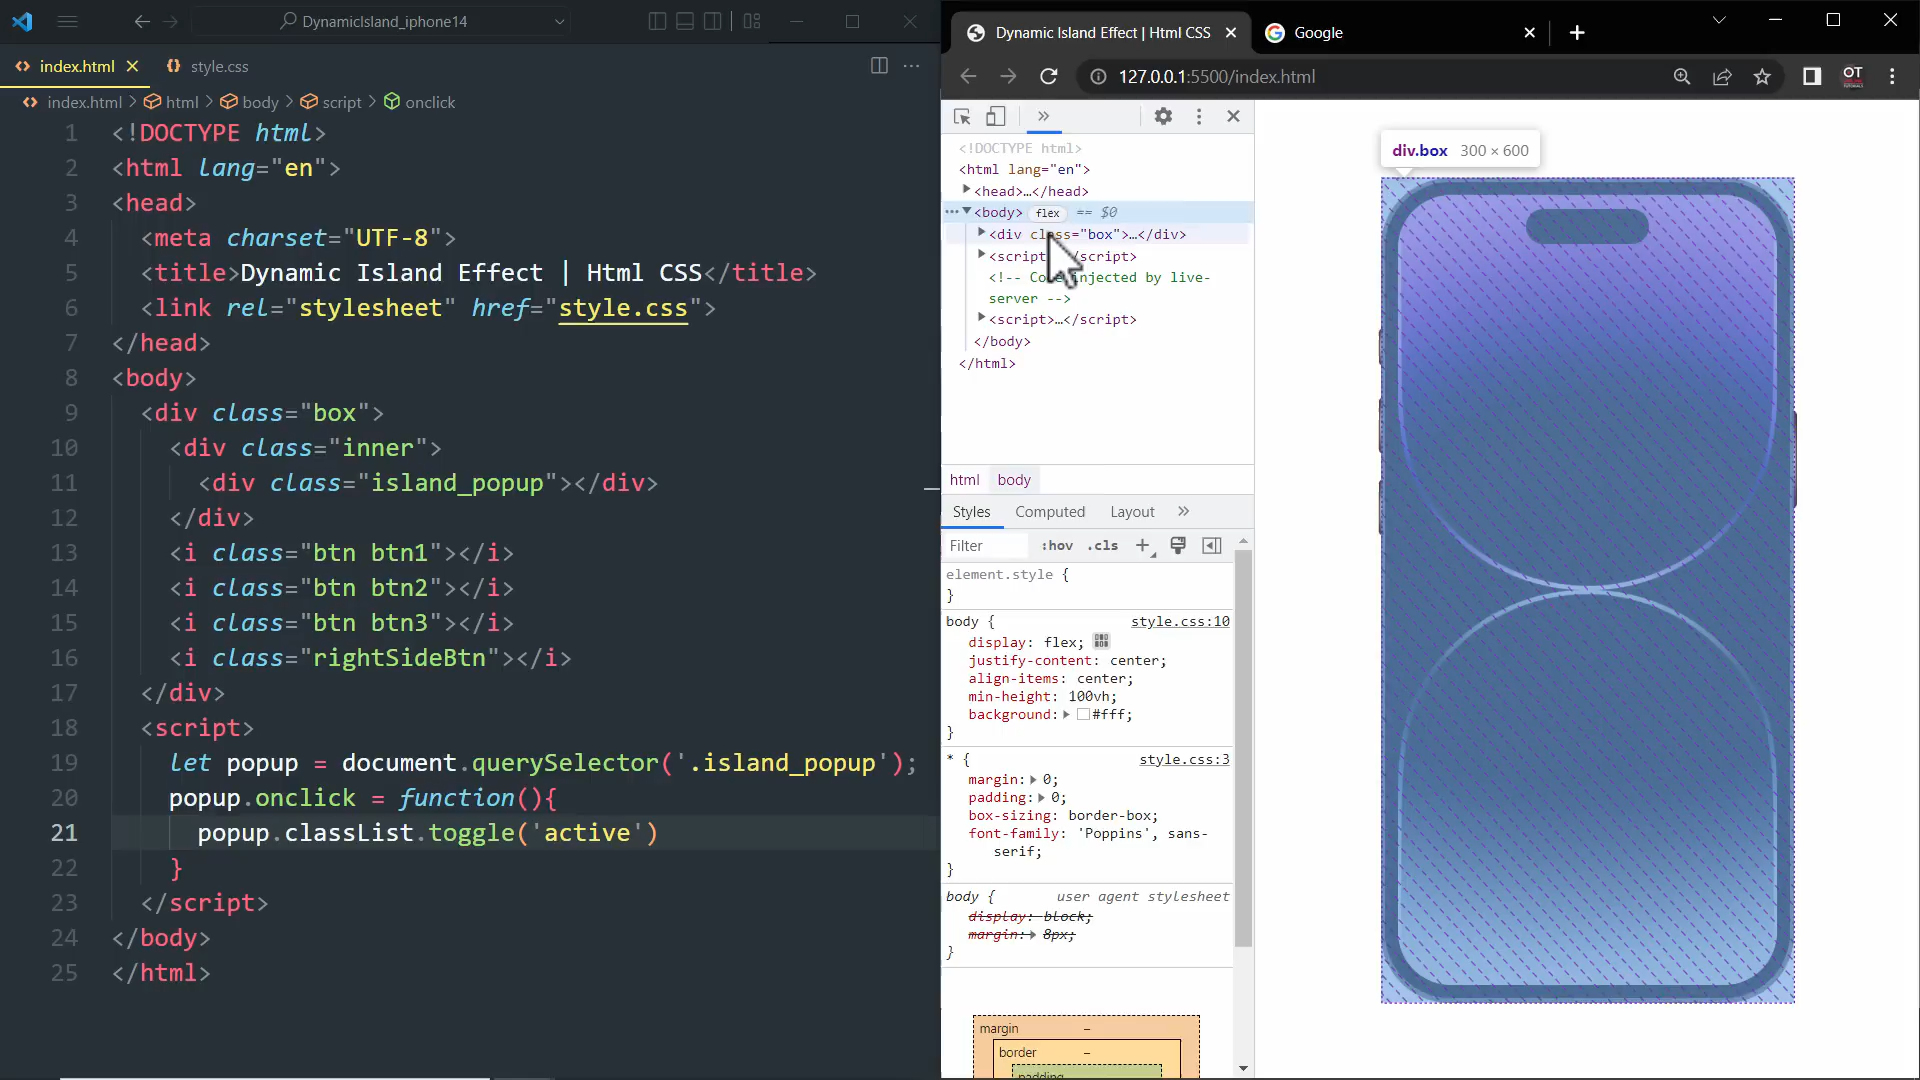 DynamicIsland_iphone14
index.html
style.css
index.html > html > body > script > onclick
1 <!DOCTYPE html>
2 <html lang="en">
3 <head>
4 <meta charset="UTF-8">
5 <title>Dynamic Island Effect | Html CSS</title>
6 <link rel="stylesheet" href="style.css">
7 </head>
8 <body>
9 <div class="box">
10 <div class="inner">
11 <div class="island_popup"></div>
12 </div>
13 <i class="btn btn1"></i>
14 <i class="btn btn2"></i>
15 <i class="btn btn3"></i>
16 <i class="rightSideBtn"></i>
17 </div>
18 <script>
19 let popup = document.querySelector('.island_popup');
20 popup.onclick = function(){
21 popup.classList.toggle('active')
22 }
23 </script>
24 </body>
25 </html>
Dynamic Island Effect | Html CSS
Google
127.0.0.1:5500/index.html
OT
<!DOCTYPE html>
<html lang="en">
<head>…</head>
<body> flex == $0
<div class="box">…</div>
<script </script>
<!-- Co injected by live-
server -->
<script>…</script>
</body>
</html>
html body
Styles Computed Layout
Filter :hov .cls
element.style {
}
body { style.css:10
display: flex;
justify-content: center;
align-items: center;
min-height: 100vh;
background: #fff;
}
* { style.css:3
margin: 0;
padding: 0;
box-sizing: border-box;
font-family: 'Poppins', sans-
serif;
}
body { user agent stylesheet
display: block;
margin: 8px;
}
margin –
border –
padding
div.box 300 × 600